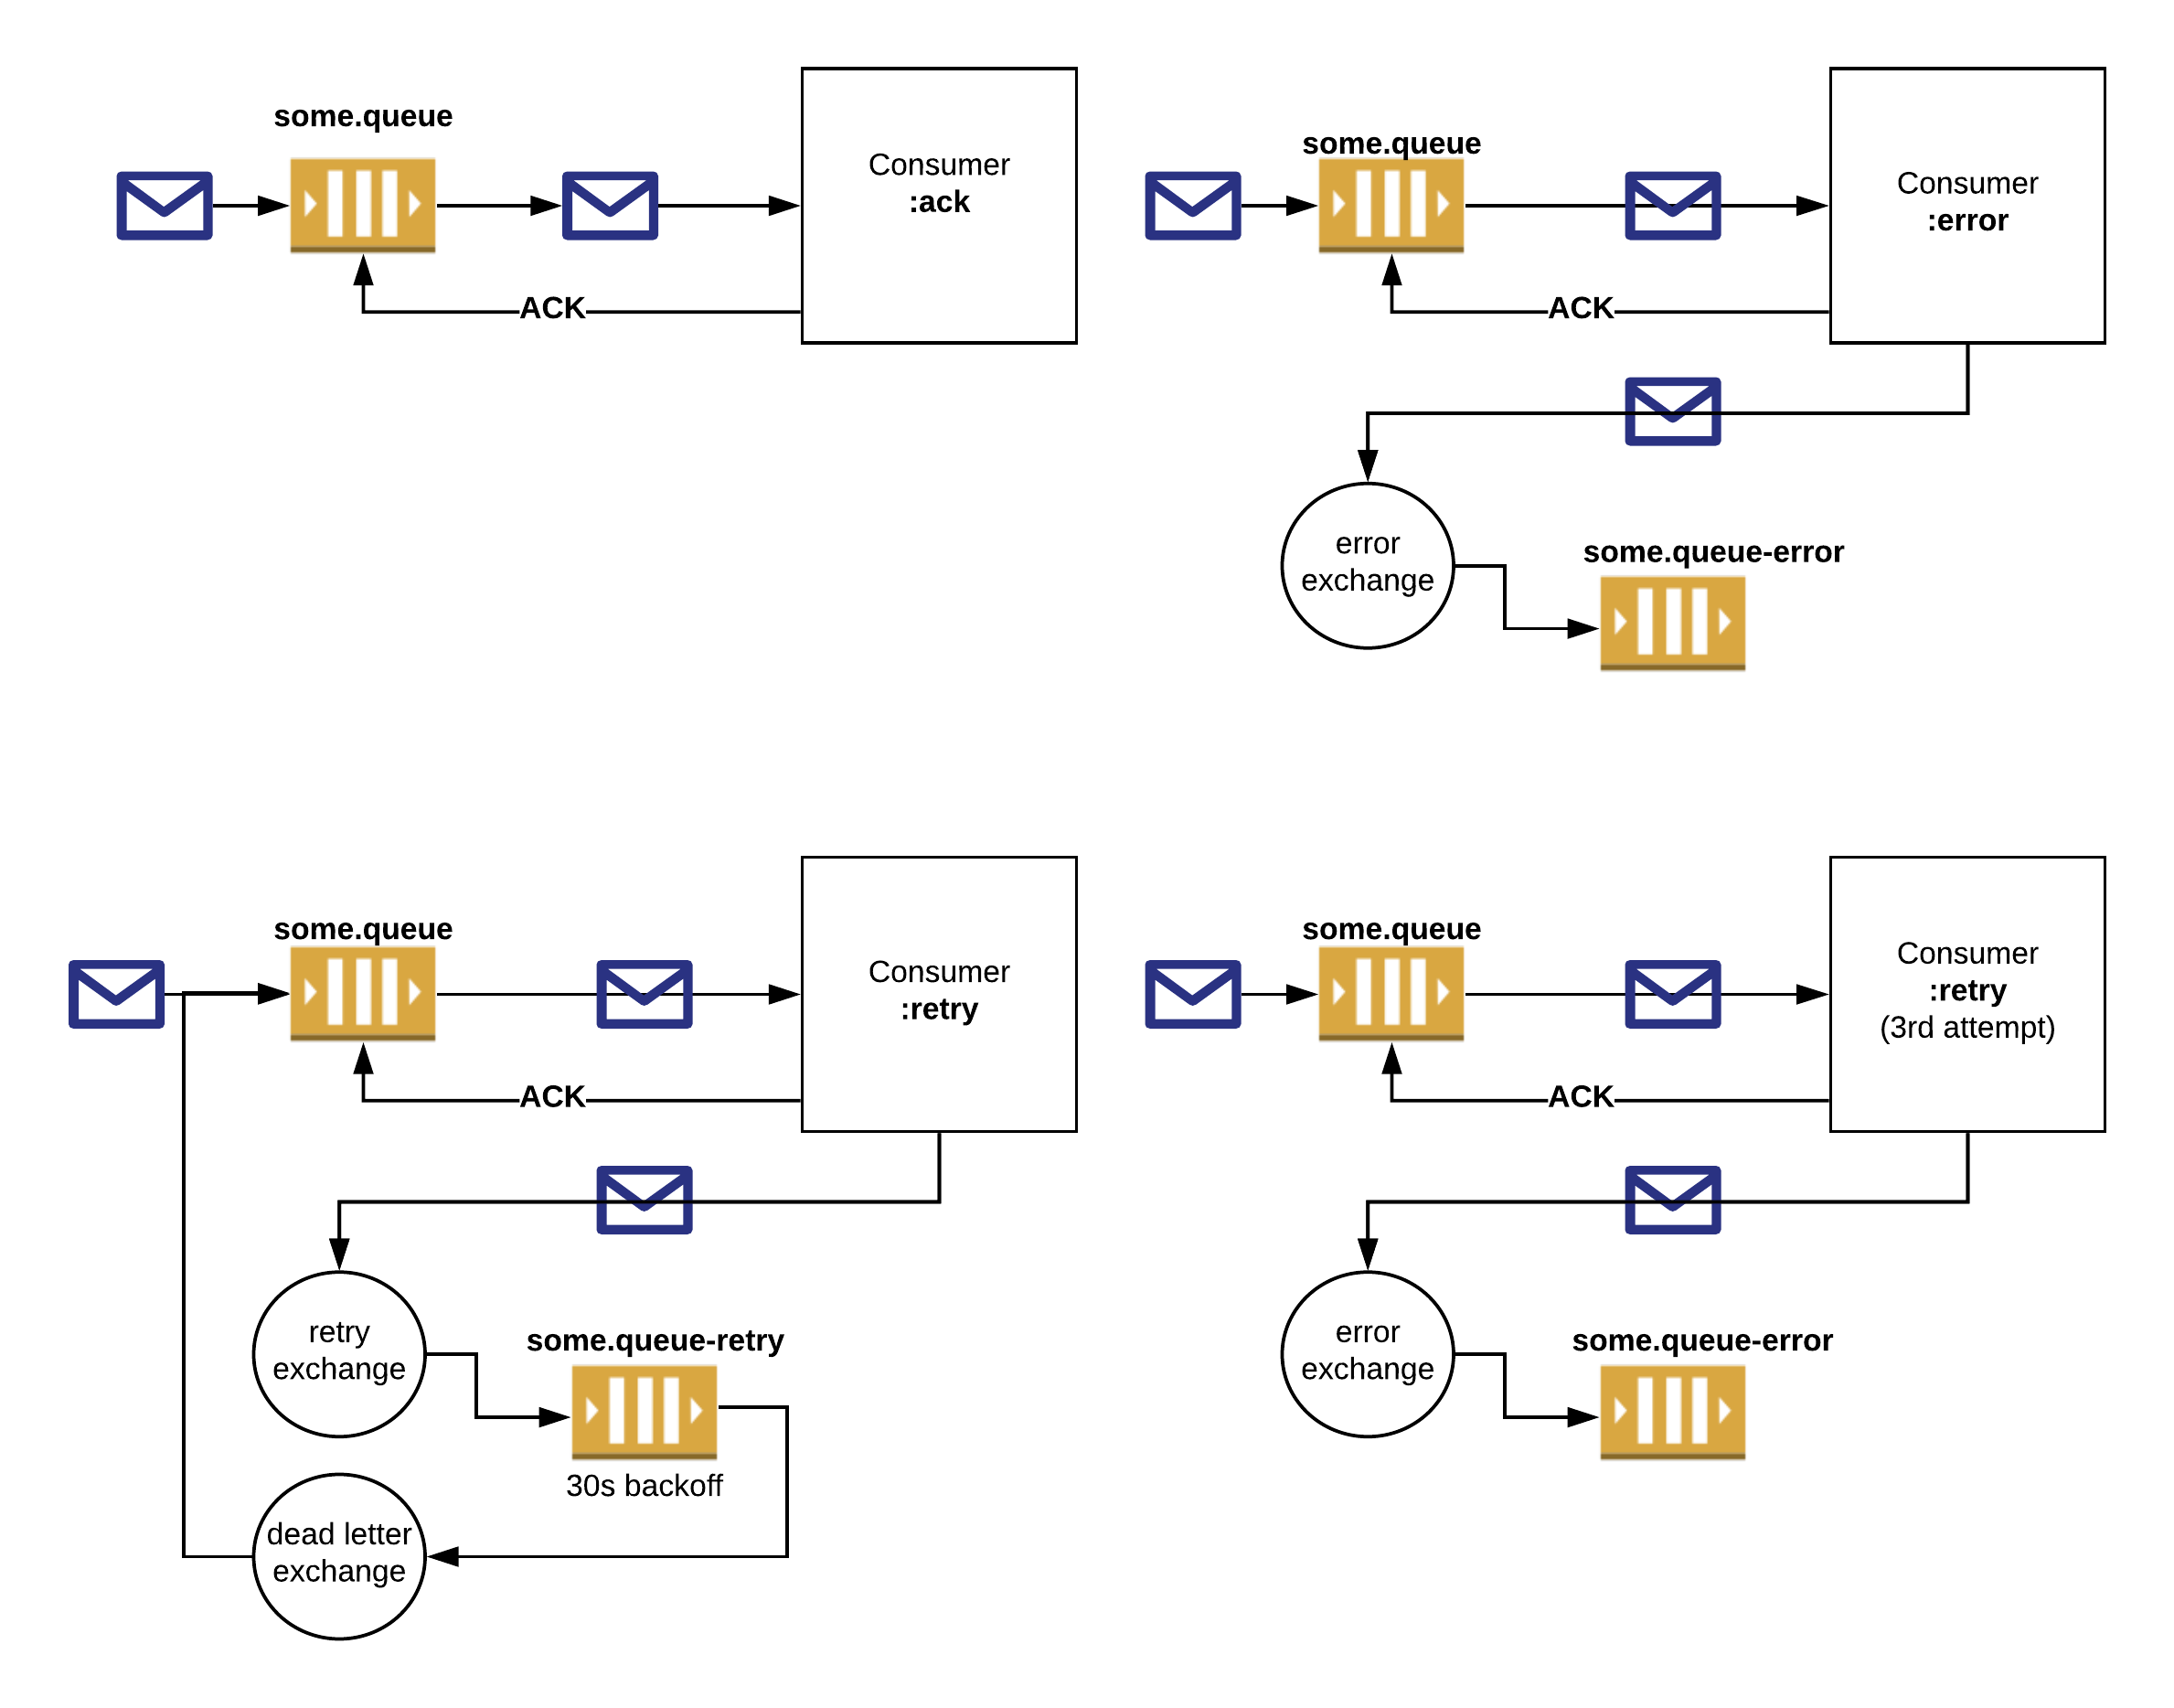 some.queue
Consumer
:ack
ACK
some.queue
Consumer
:error
ACK
error
exchange
some.queue-error
some.queue
Consumer
:retry
ACK
retry
exchange
some.queue-retry
30s backoff
dead letter
exchange
some.queue
Consumer
:retry
(3rd attempt)
ACK
error
exchange
some.queue-error